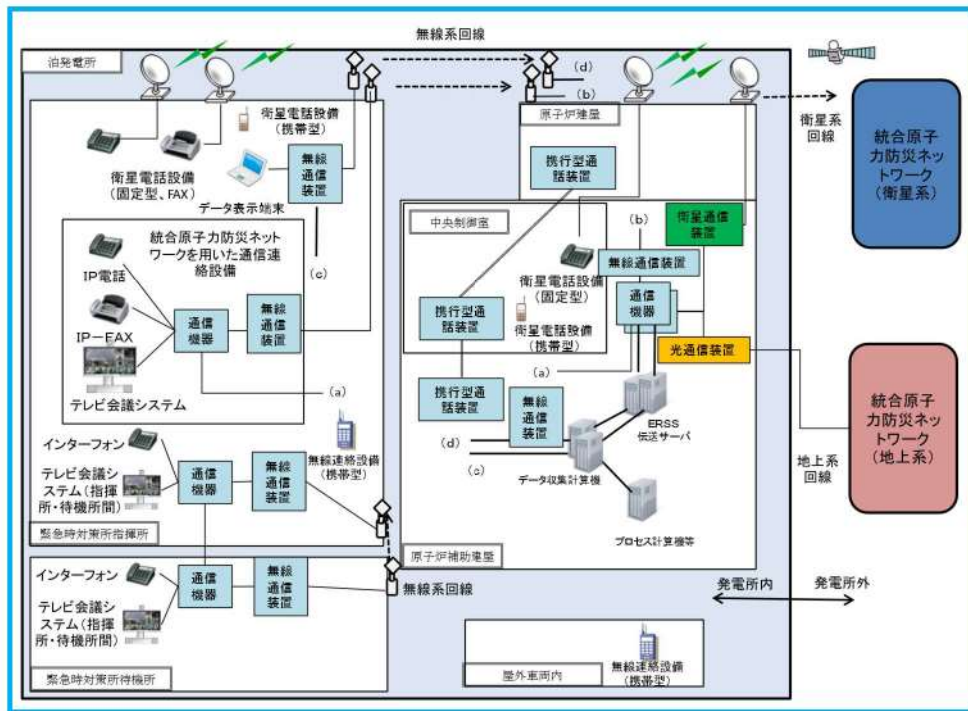 無線系回線
泊発電所
(d)
(b)
原子炉建屋
衛星電話設備
(携帯型)
無線
通信
装置
衛星電話設備
(固定型、FAX)
データ表示端末
(c)
衛星系
回線
統合原子
力防災ネッ
トワーク
(衛星系)
携行型通
話装置
中央制御室
(b)
衛星通信
装置
統合原子力防災ネット
ワークを用いた通信連
絡設備
IP電話
IP-FAX
テレビ会議システム
通信
機器
無線
通信
装置
(a)
衛星電話設備
(固定型)
衛星電話設備
(携帯型)
無線通信装置
通信
機器
携行型通
話装置
光通信装置
(a)
携行型通
話装置
無線
通信
装置
ERSS
伝送サーバ
(d)
(c)
データ収集計算機
プロセス計算機等
統合原子
力防災ネッ
トワーク
(地上系)
地上系
回線
インターフォン
テレビ会議シ
ステム(指揮
所・待機所間)
通信
機器
無線
通信
装置
無線連絡設備
(携帯型)
緊急時対策所指揮所
原子炉補助建屋
インターフォン
テレビ会議シ
ステム(指揮
所・待機所間)
通信
機器
無線
通信
装置
無線系回線
緊急時対策所待機所
発電所内
発電所外
屋外車両内
無線連絡設備
(携帯型)